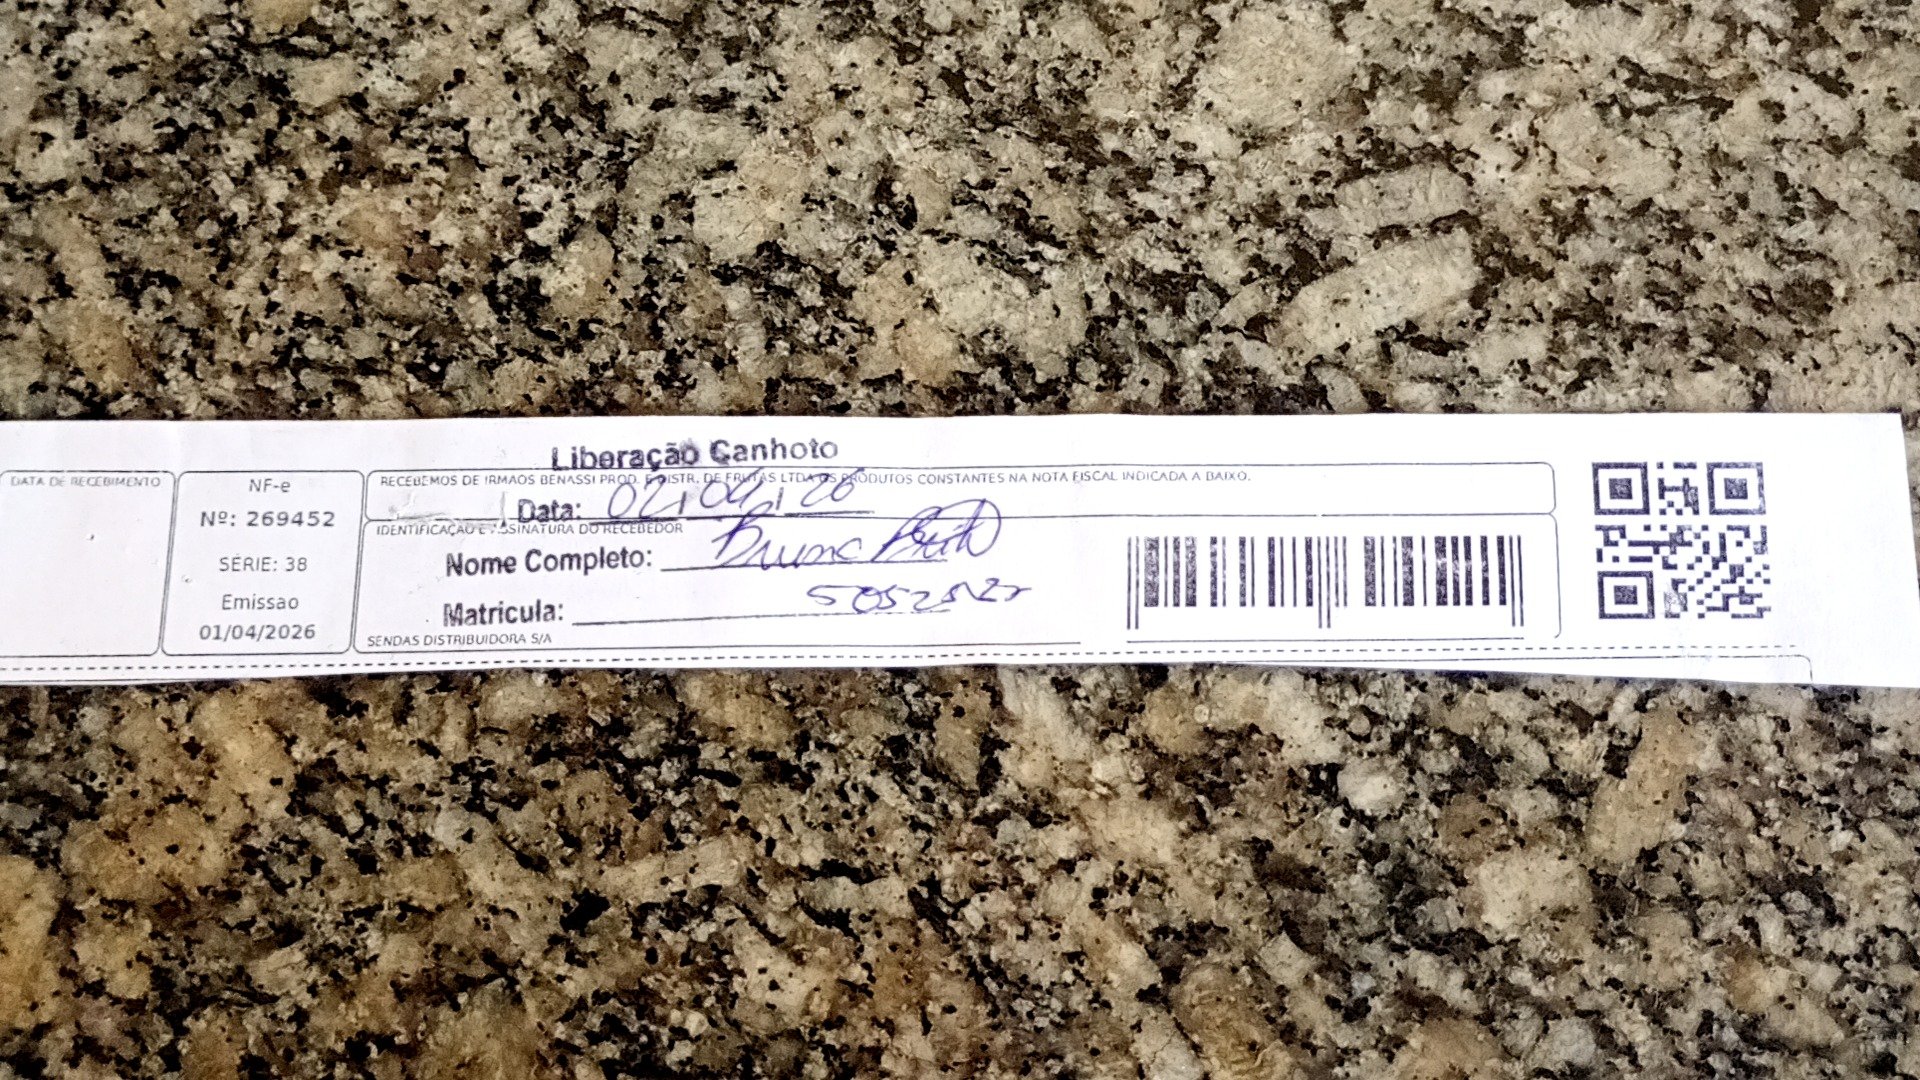 Liberação Canhoto
DATA DE RECEBIMENTO
NF-e
Nº: 269452
SÉRIE: 38
Emissao
01/04/2026
RECEBEMOS DE IRMAOS BENASSI PROD. E DISTR. DE FRUTAS LTDA OS PRODUTOS CONSTANTES NA NOTA FISCAL INDICADA A BAIXO.
Data: 02/04/26
IDENTIFICAÇÃO E ASSINATURA DO RECEBEDOR
Nome Completo: Bruna
Matricula:
SENDAS DISTRIBUIDORA S/A